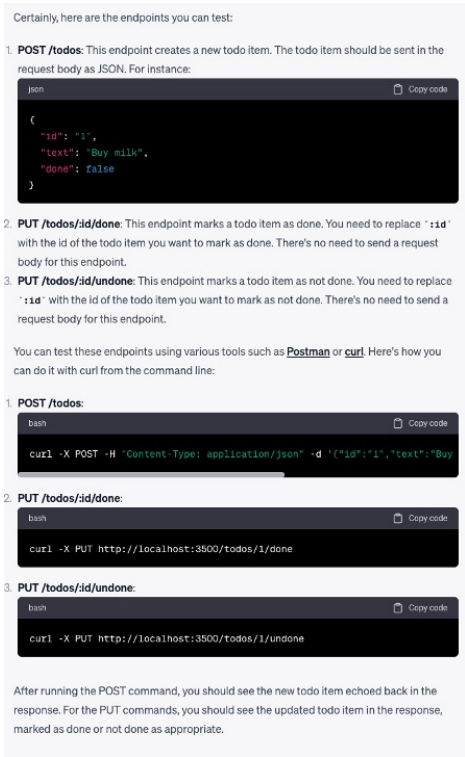 Certainly, here are the endpoints you can test:
1. POST /todos: This endpoint creates a new todo item. The todo item should be sent in the
request body as JSON. For instance:
json Copy code
{
"id": "1",
"text": "Buy milk",
"done": false
}
2. PUT /todos/:id/done: This endpoint marks a todo item as done. You need to replace `:id`
with the id of the todo item you want to mark as done. There's no need to send a request
body for this endpoint.
3. PUT /todos/:id/undone: This endpoint marks a todo item as not done. You need to replace
`:id` with the id of the todo item you want to mark as not done. There's no need to send a
request body for this endpoint.
You can test these endpoints using various tools such as Postman or curl. Here's how you
can do it with curl from the command line:
1. POST /todos:
bash Copy code
curl -X POST -H "Content-Type: application/json" -d '{"id":"1","text":"Buy
2. PUT /todos/:id/done:
bash Copy code
curl -X PUT http://localhost:3500/todos/1/done
3. PUT /todos/:id/undone:
bash Copy code
curl -X PUT http://localhost:3500/todos/1/undone
After running the POST command, you should see the new todo item echoed back in the
response. For the PUT commands, you should see the updated todo item in the response,
marked as done or not done as appropriate.